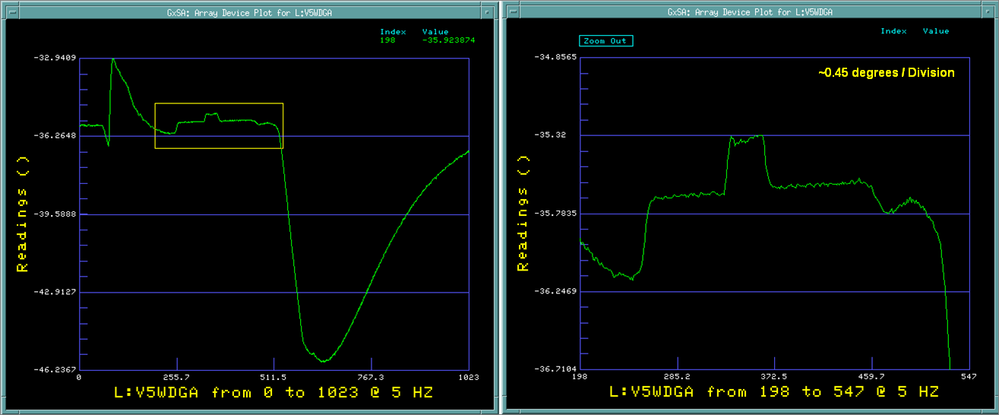 GxSA: Array Device Plot for L:V5WDGA
Index Value
198 -35.923874
-32.9409
-36.2648
-39.5888
-42.9127
-46.2367
Readings ( )
0 255.7 511.5 767.3 1023
L:V5WDGA from 0 to 1023 @ 5 HZ
GxSA: Array Device Plot for L:V5WDGA
Index Value
Zoom Out
~0.45 degrees / Division
-34.8565
-35.32
-35.7835
-36.2469
-36.7104
Readings ( )
198 285.2 372.5 459.7 547
L:V5WDGA from 198 to 547 @ 5 HZ